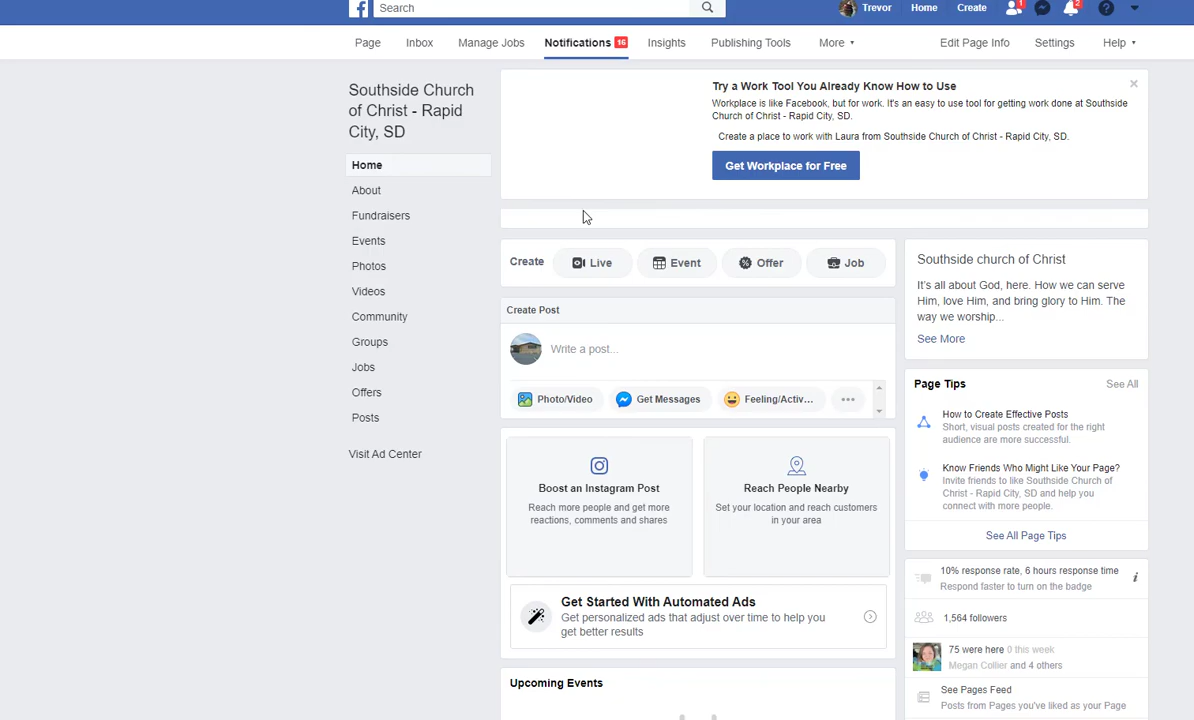 Search
Trevor Home Create 1 2
Page Inbox Manage Jobs Notifications 16 Insights Publishing Tools More Edit Page Info Settings Help
Southside Church
of Christ - Rapid
City, SD
Home
About
Fundraisers
Events
Photos
Videos
Community
Groups
Jobs
Offers
Posts
Visit Ad Center
Try a Work Tool You Already Know How to Use
Workplace is like Facebook, but for work. It's an easy to use tool for getting work done at Southside
Church of Christ - Rapid City, SD.
Create a place to work with Laura from Southside Church of Christ - Rapid City, SD.
Get Workplace for Free
Create Live Event Offer Job
Create Post
Write a post...
Photo/Video Get Messages Feeling/Activ...
Boost an Instagram Post
Reach more people and get more
reactions, comments and shares
Reach People Nearby
Set your location and reach customers
in your area
Get Started With Automated Ads
Get personalized ads that adjust over time to help you
get better results
Upcoming Events
Southside church of Christ
It's all about God, here. How we can serve
Him, love Him, and bring glory to Him. The
way we worship...
See More
Page Tips See All
How to Create Effective Posts
Short, visual posts created for the right
audience are more successful.
Know Friends Who Might Like Your Page?
Invite friends to like Southside Church of
Christ - Rapid City, SD and help you
connect with more people.
See All Page Tips
10% response rate, 6 hours response time
Respond faster to turn on the badge
1,564 followers
75 were here 0 this week
Megan Collier and 4 others
See Pages Feed
Posts from Pages you've liked as your Page